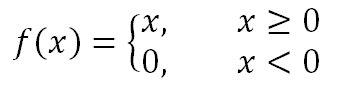 f(x) = { x, x ≥ 0
0, x < 0